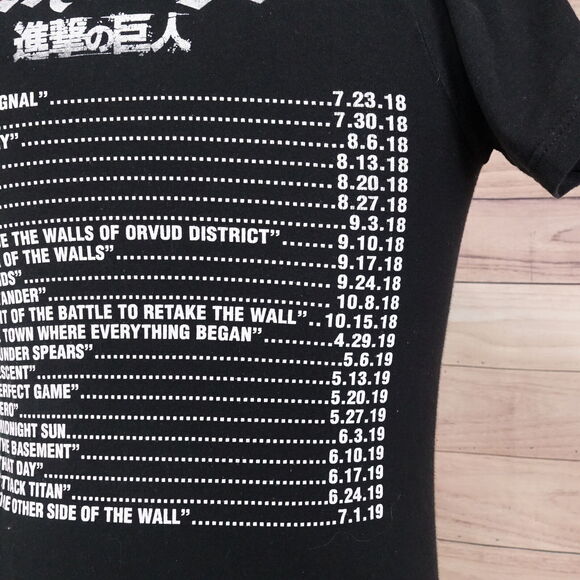 進撃の巨人
GNAL”........................................7.23.18
........................................7.30.18
Y”........................................8.6.18
........................................8.13.18
........................................8.20.18
........................................8.27.18
........................................9.3.18
E THE WALLS OF ORVUD DISTRICT”.....9.10.18
OF THE WALLS”..............................9.17.18
DS”........................................9.24.18
ANDER”........................................10.8.18
T OF THE BATTLE TO RETAKE THE WALL”..10.15.18
TOWN WHERE EVERYTHING BEGAN”........4.29.19
UNDER SPEARS”..............................5.6.19
ESCENT”........................................5.13.19
ERFECT GAME”..............................5.20.19
ERO”........................................5.27.19
MIDNIGHT SUN..............................6.3.19
THE BASEMENT”..............................6.10.19
THAT DAY”..............................6.17.19
TTACK TITAN”..............................6.24.19
OTHER SIDE OF THE WALL”....................7.1.19